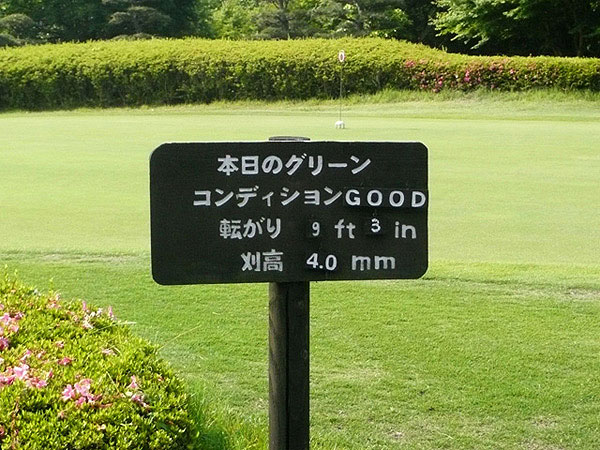 本日のグリーン
コンディションGOOD
転がり 9 ft 3 in
刈高 4.0 mm